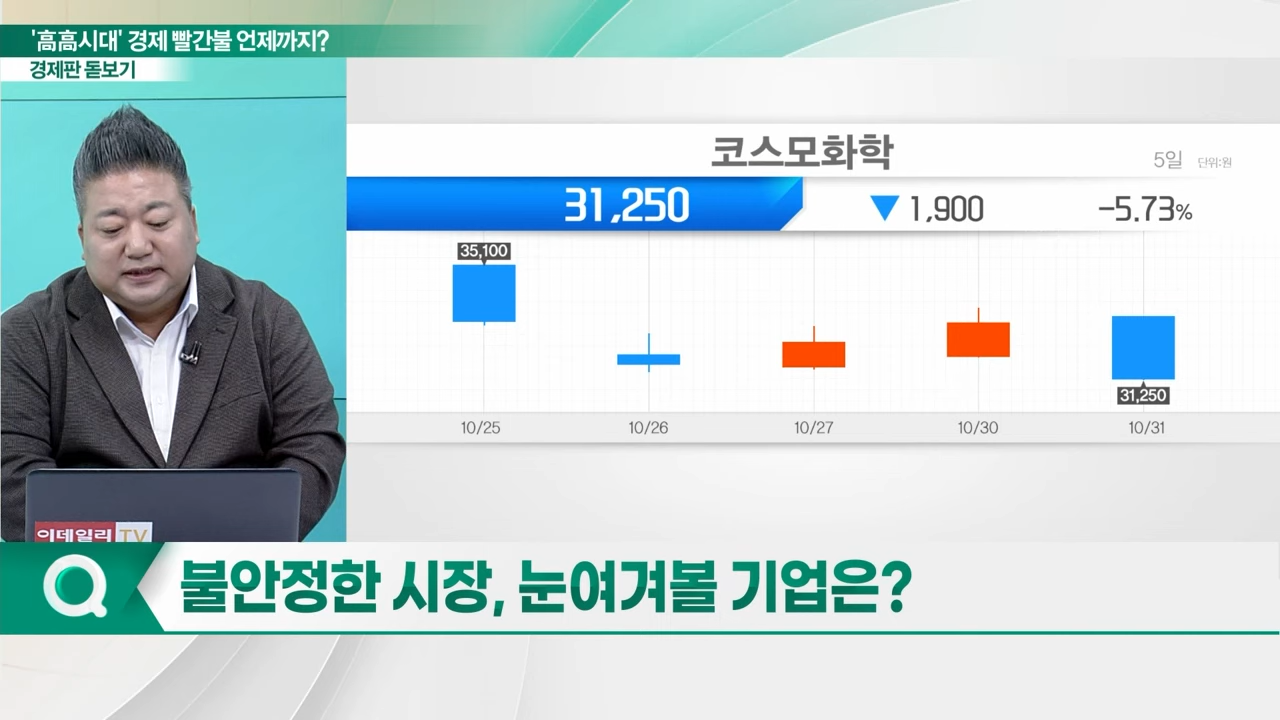 '高高시대' 경제 빨간불 언제까지?
경제판 돋보기
코스모화학
5일 단위:원
31,250 ▼ 1,900 -5.73%
35,100
31,250
10/25 10/26 10/27 10/30 10/31
이데일리 TV
Q 불안정한 시장, 눈여겨볼 기업은?